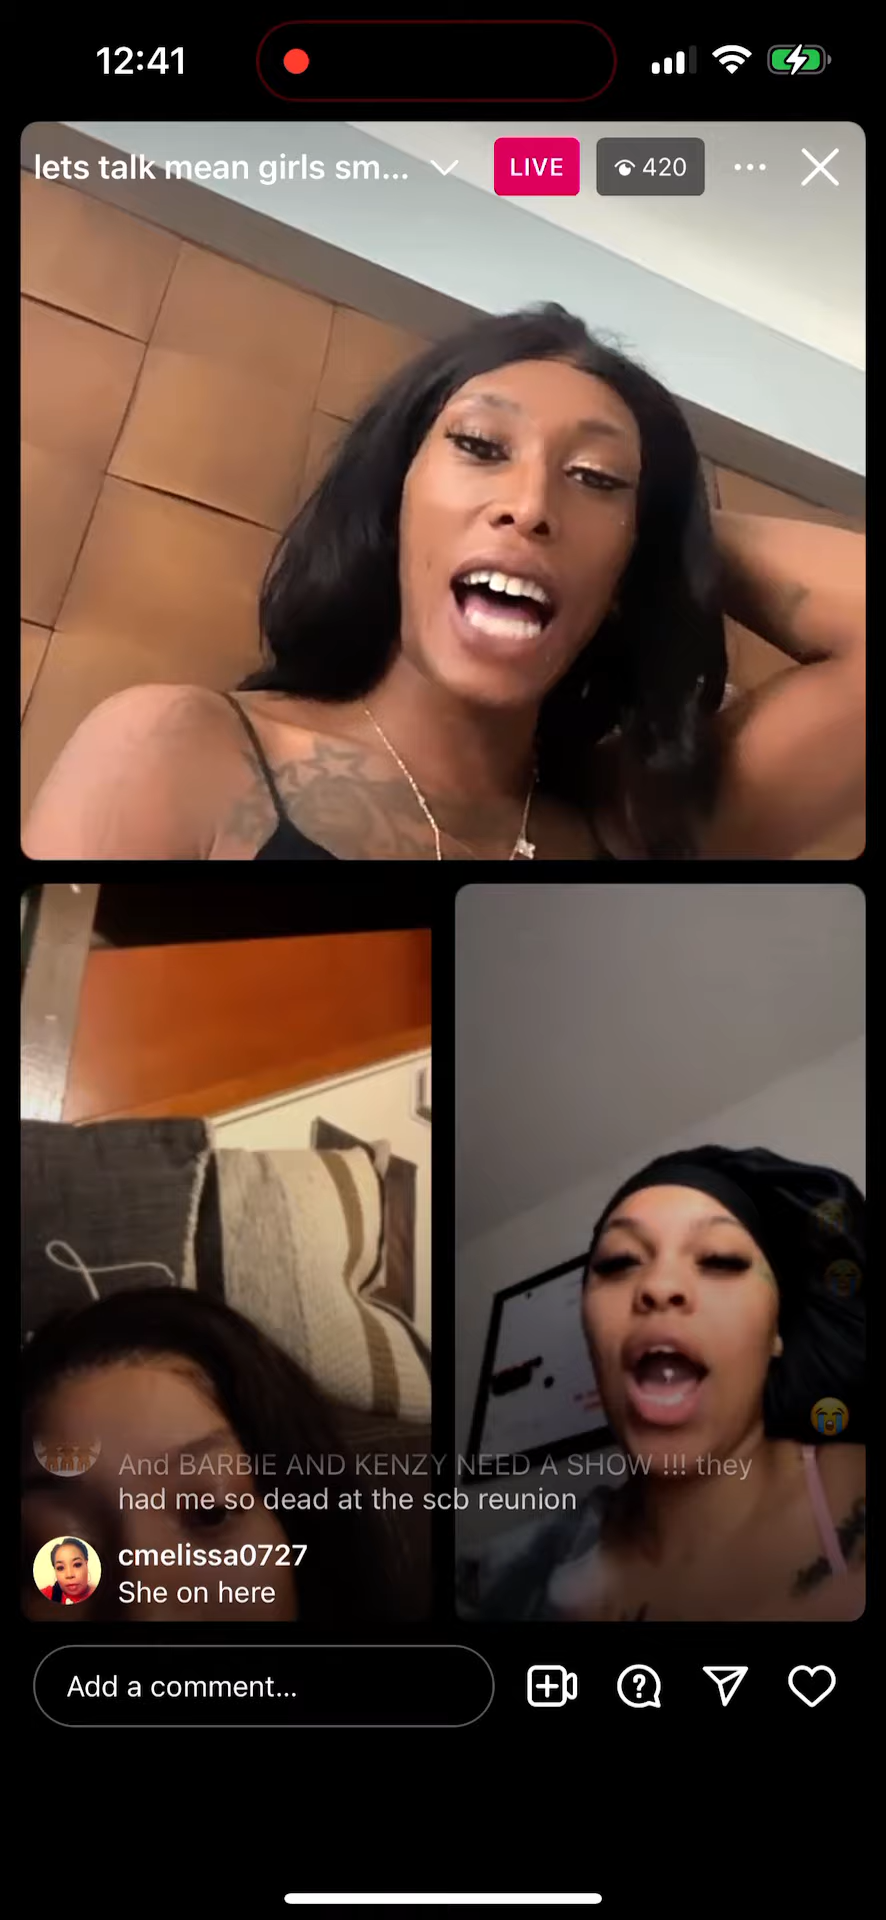 12:41
lets talk mean girls sm...
LIVE
420
And BARBIE AND KENZY NEED A SHOW !!! they
had me so dead at the scb reunion
cmelissa0727
She on here
Add a comment...